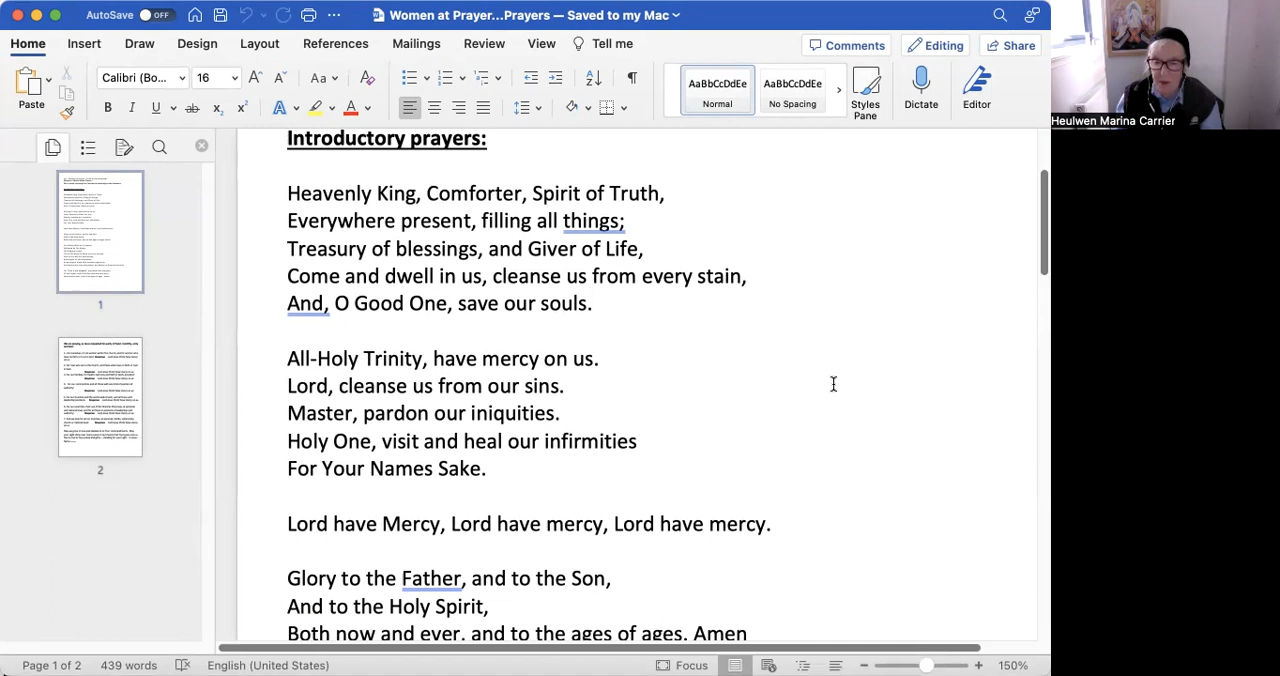 AutoSave OFF
Women at Prayer...Prayers — Saved to my Mac
Home Insert Draw Design Layout References Mailings Review View Tell me
Comments Editing Share
Paste
Calibri (Bo... 16
AaBbCcDdEe AaBbCcDdEe
Normal No Spacing
Styles Pane
Dictate
Editor
Heulwen Marina Carrier
Introductory prayers:
Heavenly King, Comforter, Spirit of Truth,
Everywhere present, filling all things;
Treasury of blessings, and Giver of Life,
Come and dwell in us, cleanse us from every stain,
And, O Good One, save our souls.
All-Holy Trinity, have mercy on us.
Lord, cleanse us from our sins.
Master, pardon our iniquities.
Holy One, visit and heal our infirmities
For Your Names Sake.
Lord have Mercy, Lord have mercy, Lord have mercy.
Glory to the Father, and to the Son,
And to the Holy Spirit,
Both now and ever, and to the ages of ages. Amen
1
2
Page 1 of 2 439 words English (United States) Focus 150%